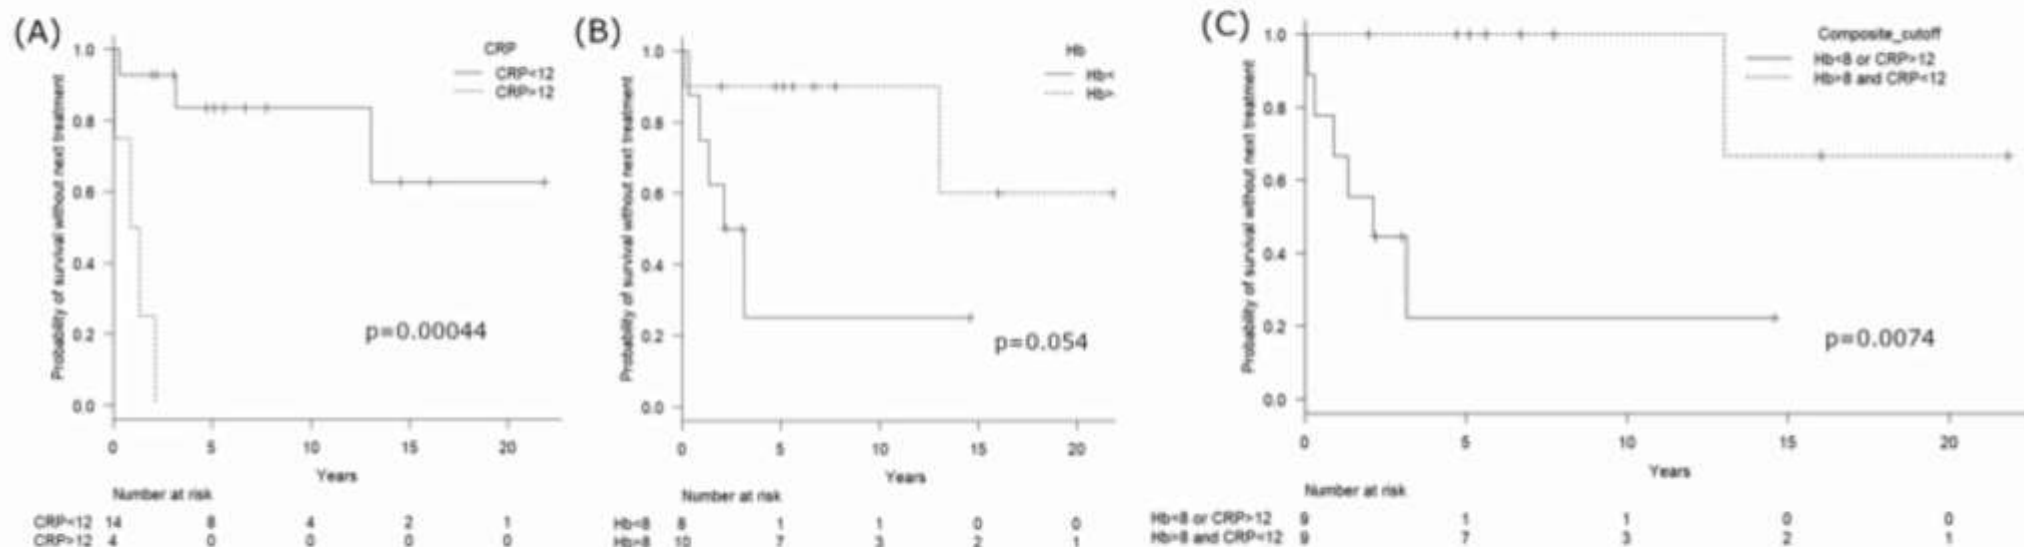 (A)
CRP
CRP<12
CRP>12
Probability of survival without next treatment
1.0
0.8
0.6
0.4
0.2
0.0
p=0.00044
0 5 10 15 20
Years
Number at risk
CRP<12 14 8 4 2 1
CRP>12 4 0 0 0 0
(B)
Hb
Hb<
Hb>
Probability of survival without next treatment
1.0
0.8
0.6
0.4
0.2
0.0
p=0.054
0 5 10 15 20
Years
Number at risk
Hb<8 8 1 1 0 0
Hb>8 10 7 3 2 1
(C)
Composite_cutoff
Hb<8 or CRP>12
Hb>8 and CRP<12
Probability of survival without next treatment
1.0
0.8
0.6
0.4
0.2
0.0
p=0.0074
0 5 10 15 20
Years
Number at risk
Hb<8 or CRP>12 9 1 1 0 0
Hb>8 and CRP<12 9 7 3 2 1